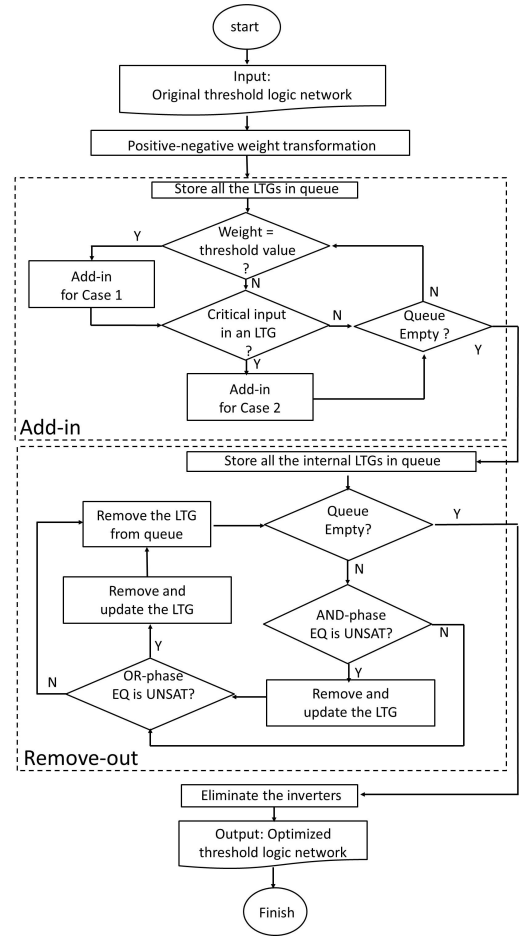 start
Input:
Original threshold logic network
Positive-negative weight transformation
Store all the LTGs in queue
Weight =
threshold value
?
Y
N
Add-in
for Case 1
Critical input
in an LTG
?
N
Y
Queue
Empty ?
N
Y
Add-in
for Case 2
Add-in
Store all the internal LTGs in queue
Remove the LTG
from queue
Queue
Empty?
Y
N
Remove and
update the LTG
AND-phase
EQ is UNSAT?
N
Y
OR-phase
EQ is UNSAT?
Y
N
Remove and
update the LTG
Remove-out
Eliminate the inverters
Output: Optimized
threshold logic network
Finish